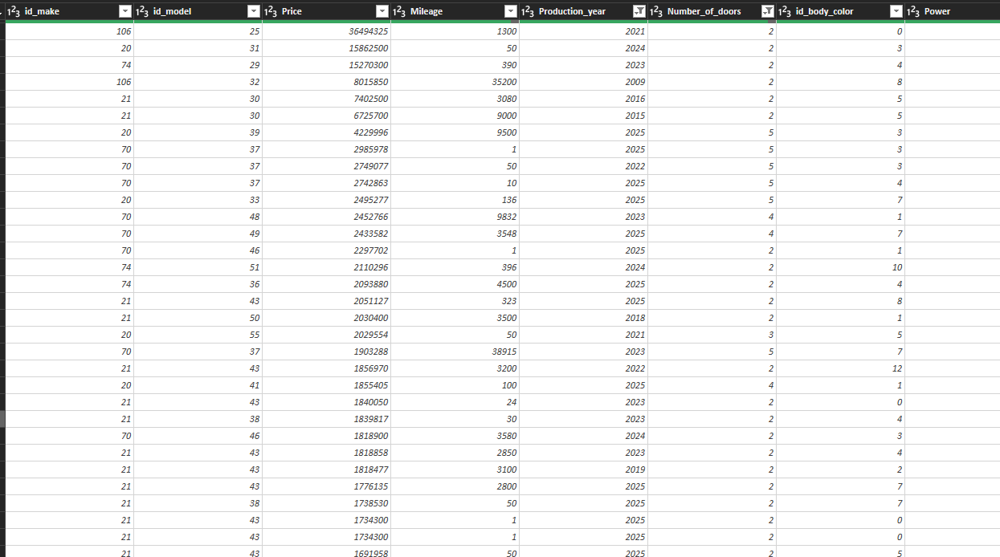 1²3 id_make 1²3 id_model 1²3 Price 1²3 Mileage 1²3 Production_year 1²3 Number_of_doors 1²3 id_body_color 1²3 Power
106 25 36494325 1300 2021 2 0
20 31 15862500 50 2024 2 3
74 29 15270300 390 2023 2 4
106 32 8015850 35200 2009 2 8
21 30 7402500 3080 2016 2 5
21 30 6725700 9000 2015 2 5
20 39 4229996 9500 2025 5 3
70 37 2985978 1 2025 5 3
70 37 2749077 50 2022 5 3
70 37 2742863 10 2025 5 4
20 33 2495277 136 2025 5 7
70 48 2452766 9832 2023 4 1
70 49 2433582 3548 2025 4 7
70 46 2297702 1 2025 2 1
74 51 2110296 396 2024 2 10
74 36 2093880 4500 2025 2 4
21 43 2051127 323 2025 2 8
21 50 2030400 3500 2018 2 1
20 55 2029554 50 2021 3 5
70 37 1903288 38915 2023 5 7
21 43 1856970 3200 2022 2 12
20 41 1855405 100 2025 4 1
21 43 1840050 24 2023 2 0
21 38 1839817 30 2023 2 4
70 46 1818900 3580 2024 2 3
21 43 1818858 2850 2023 2 4
21 43 1818477 3100 2019 2 2
21 43 1776135 2800 2025 2 7
21 38 1738530 50 2025 2 7
21 43 1734300 1 2025 2 0
21 43 1734300 1 2025 2 0
21 43 1691958 50 2025 2 5